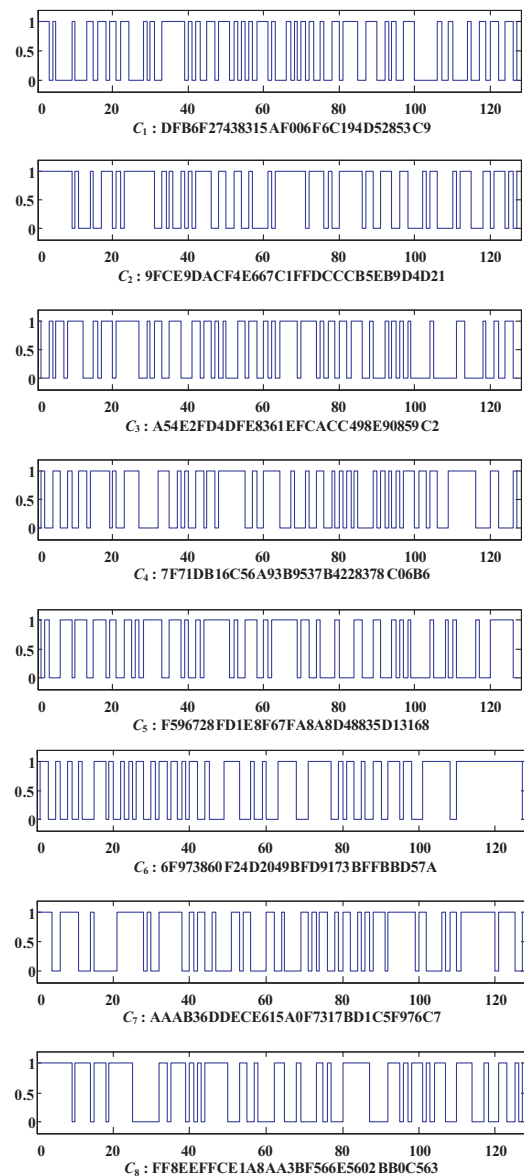 1
0.5
0
0 20 40 60 80 100 120
C1 : DFB6F27438315AF006F6C194D52853C9
1
0.5
0
0 20 40 60 80 100 120
C2 : 9FCE9DACF4E667C1FFDCCCB5EB9D4D21
1
0.5
0
0 20 40 60 80 100 120
C3 : A54E2FD4DFE8361EFCACC498E90859C2
1
0.5
0
0 20 40 60 80 100 120
C4 : 7F71DB16C56A93B9537B4228378C06B6
1
0.5
0
0 20 40 60 80 100 120
C5 : F596728FD1E8F67FA8A8D48835D13168
1
0.5
0
0 20 40 60 80 100 120
C6 : 6F973860F24D2049BFD9173BFFBBD57A
1
0.5
0
0 20 40 60 80 100 120
C7 : AAAB36DDECE615A0F7317BD1C5F976C7
1
0.5
0
0 20 40 60 80 100 120
C8 : FF8EEFFCE1A8AA3BF566E5602BB0C563